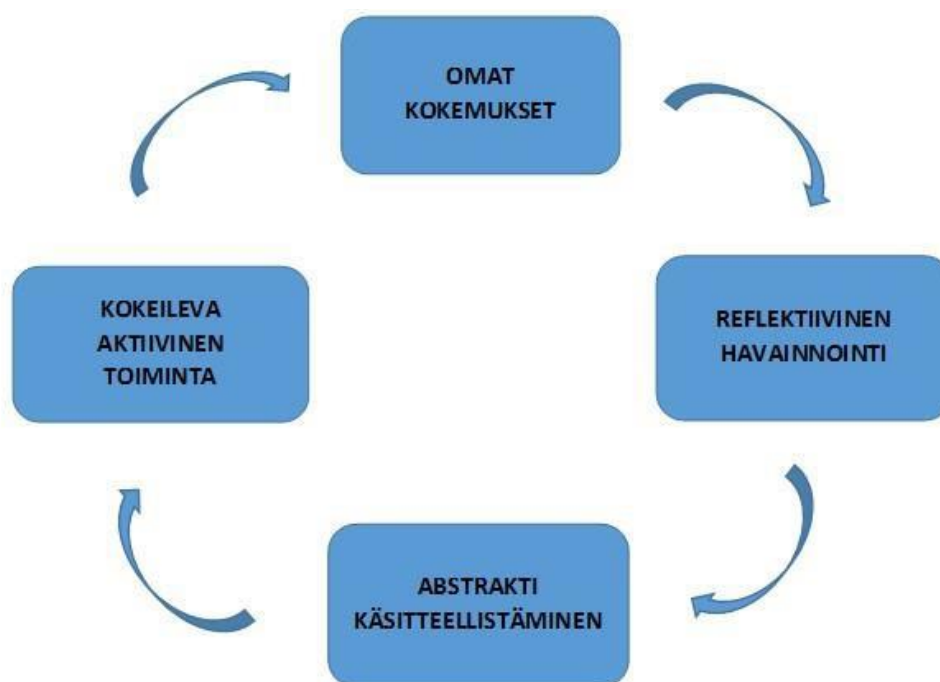 OMAT
KOKEMUKSET
REFLEKTIIVINEN
HAVAINNOINTI
ABSTRAKTI
KÄSITTEELLISTÄMINEN
KOKEILEVA
AKTIIVINEN
TOIMINTA